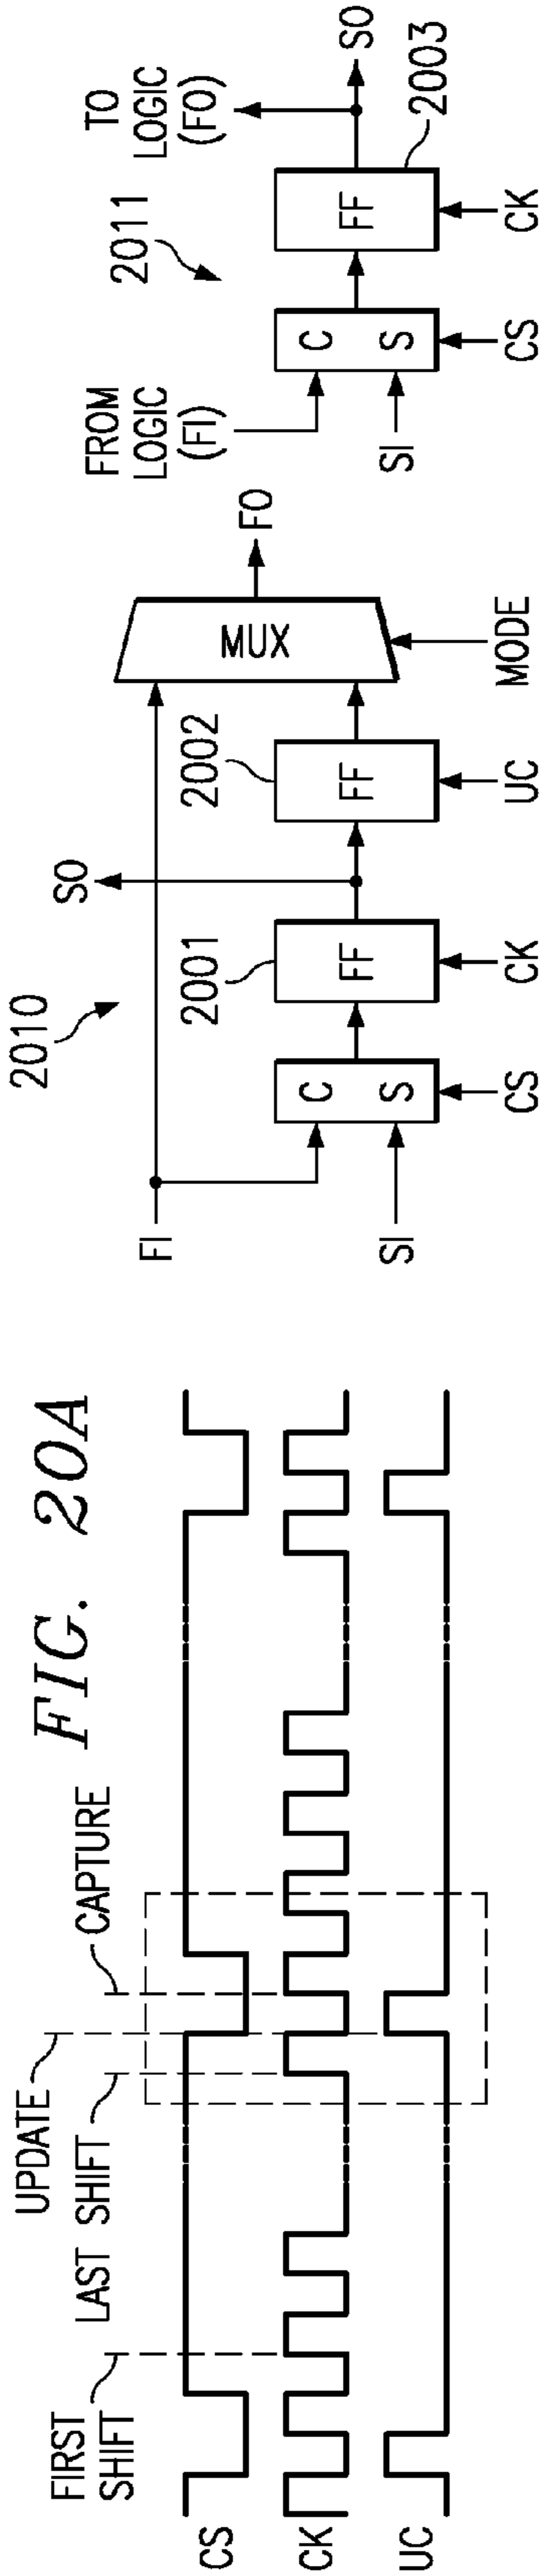 FIG. 20A
UPDATE
LAST SHIFT
CAPTURE
FIRST
SHIFT
CS
CK
UC
2010
SO
FI
2001
2002
C
S
FF
FF
MUX
FO
SI
CS
CK
UC
MODE
2011
FROM
LOGIC
(FI)
TO
LOGIC
(FO)
C
S
FF
SO
SI
CS
CK
2003